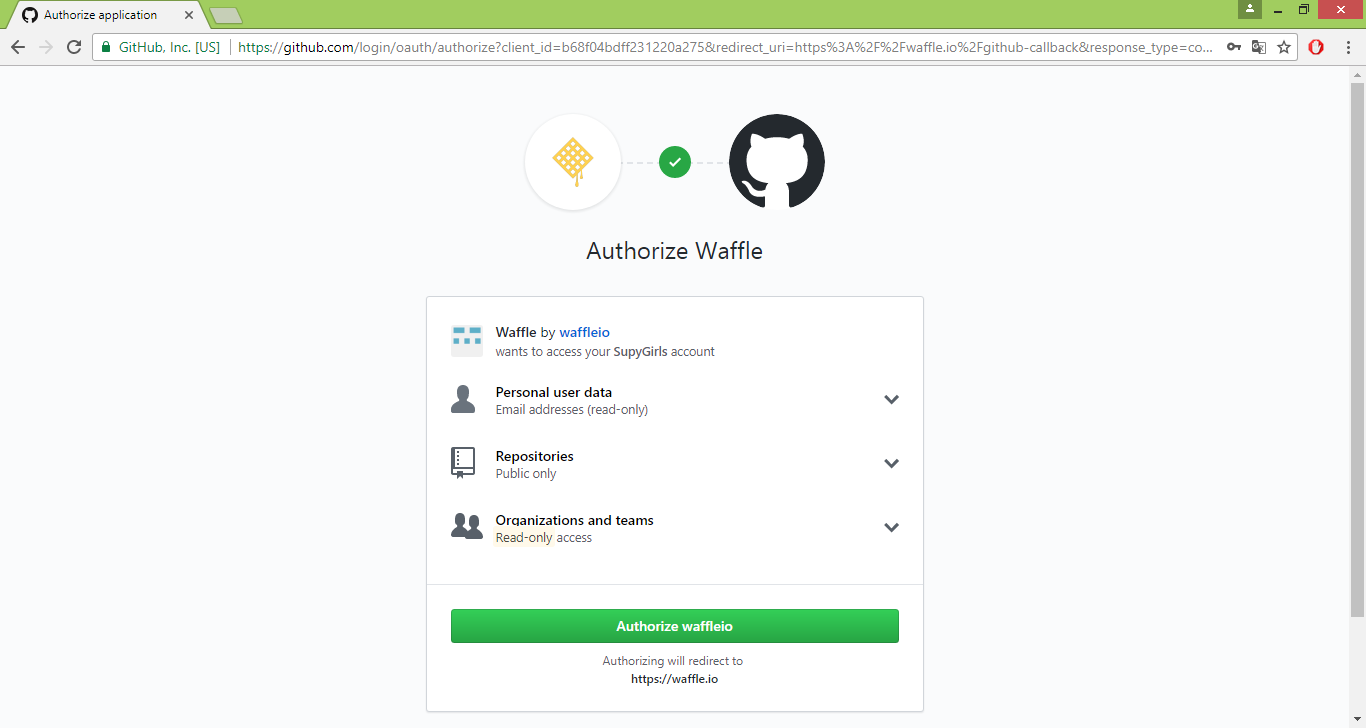 Authorize application
GitHub, Inc. [US]
https://github.com/login/oauth/authorize?client_id=b68f04bdff231220a275&redirect_uri=https%3A%2F%2Fwaffle.io%2Fgithub-callback&response_type=co...
Authorize Waffle
Waffle by waffleio
wants to access your SupyGirls account
Personal user data
Email addresses (read-only)
Repositories
Public only
Organizations and teams
Read-only access
Authorize waffleio
Authorizing will redirect to
https://waffle.io